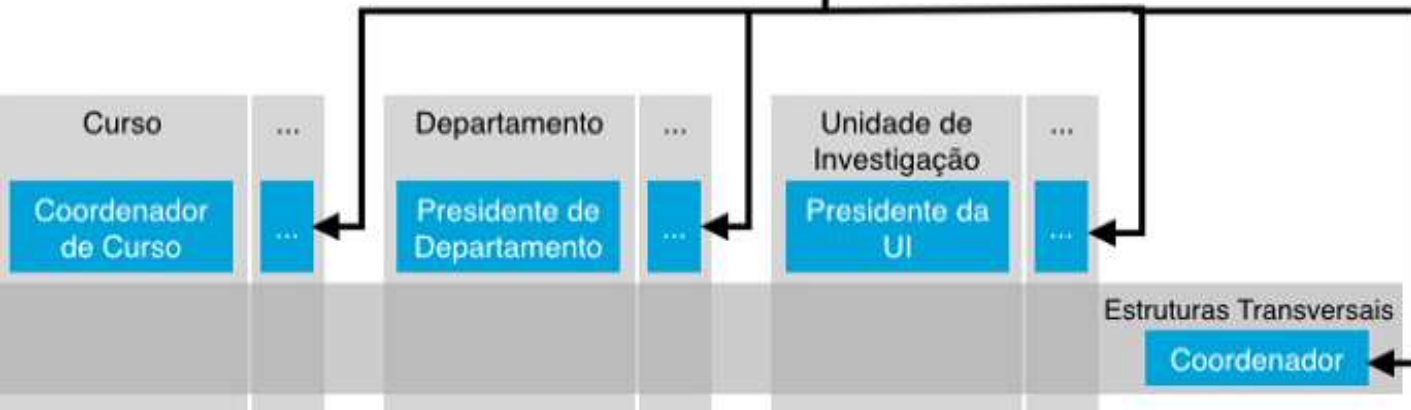 Curso
...
Departamento
...
Unidade de
Investigação
...
Coordenador
de Curso
...
Presidente de
Departamento
...
Presidente da
UI
...
Estruturas Transversais
Coordenador